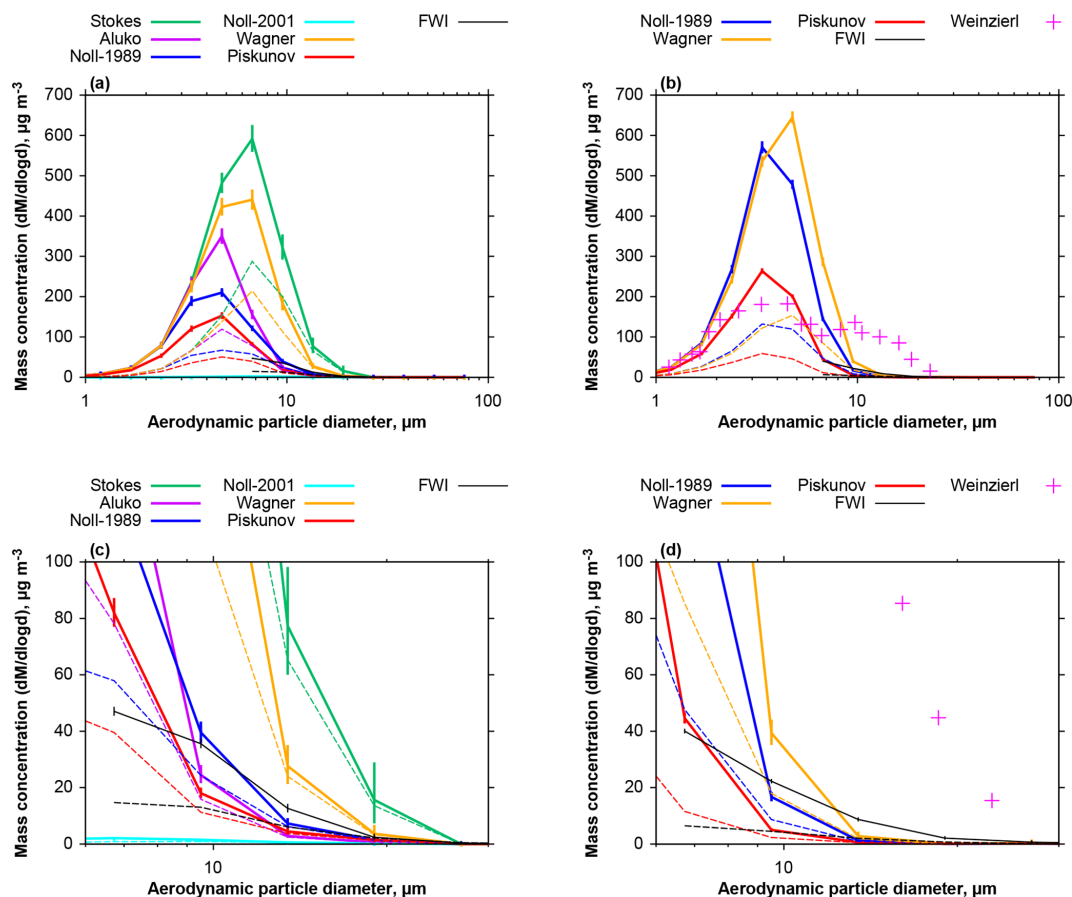 Stokes Noll-2001 FWI
Aluko Wagner
Noll-1989 Piskunov
(a)
Mass concentration (dM/dlogd), µg m⁻³
700
600
500
400
300
200
100
0
1 10 100
Aerodynamic particle diameter, µm
Noll-1989 Piskunov Weinzierl
Wagner FWI
(b)
Mass concentration (dM/dlogd), µg m⁻³
700
600
500
400
300
200
100
0
1 10 100
Aerodynamic particle diameter, µm
Stokes Noll-2001 FWI
Aluko Wagner
Noll-1989 Piskunov
(c)
Mass concentration (dM/dlogd), µg m⁻³
100
80
60
40
20
0
10
Aerodynamic particle diameter, µm
Noll-1989 Piskunov Weinzierl
Wagner FWI
(d)
Mass concentration (dM/dlogd), µg m⁻³
100
80
60
40
20
0
10
Aerodynamic particle diameter, µm